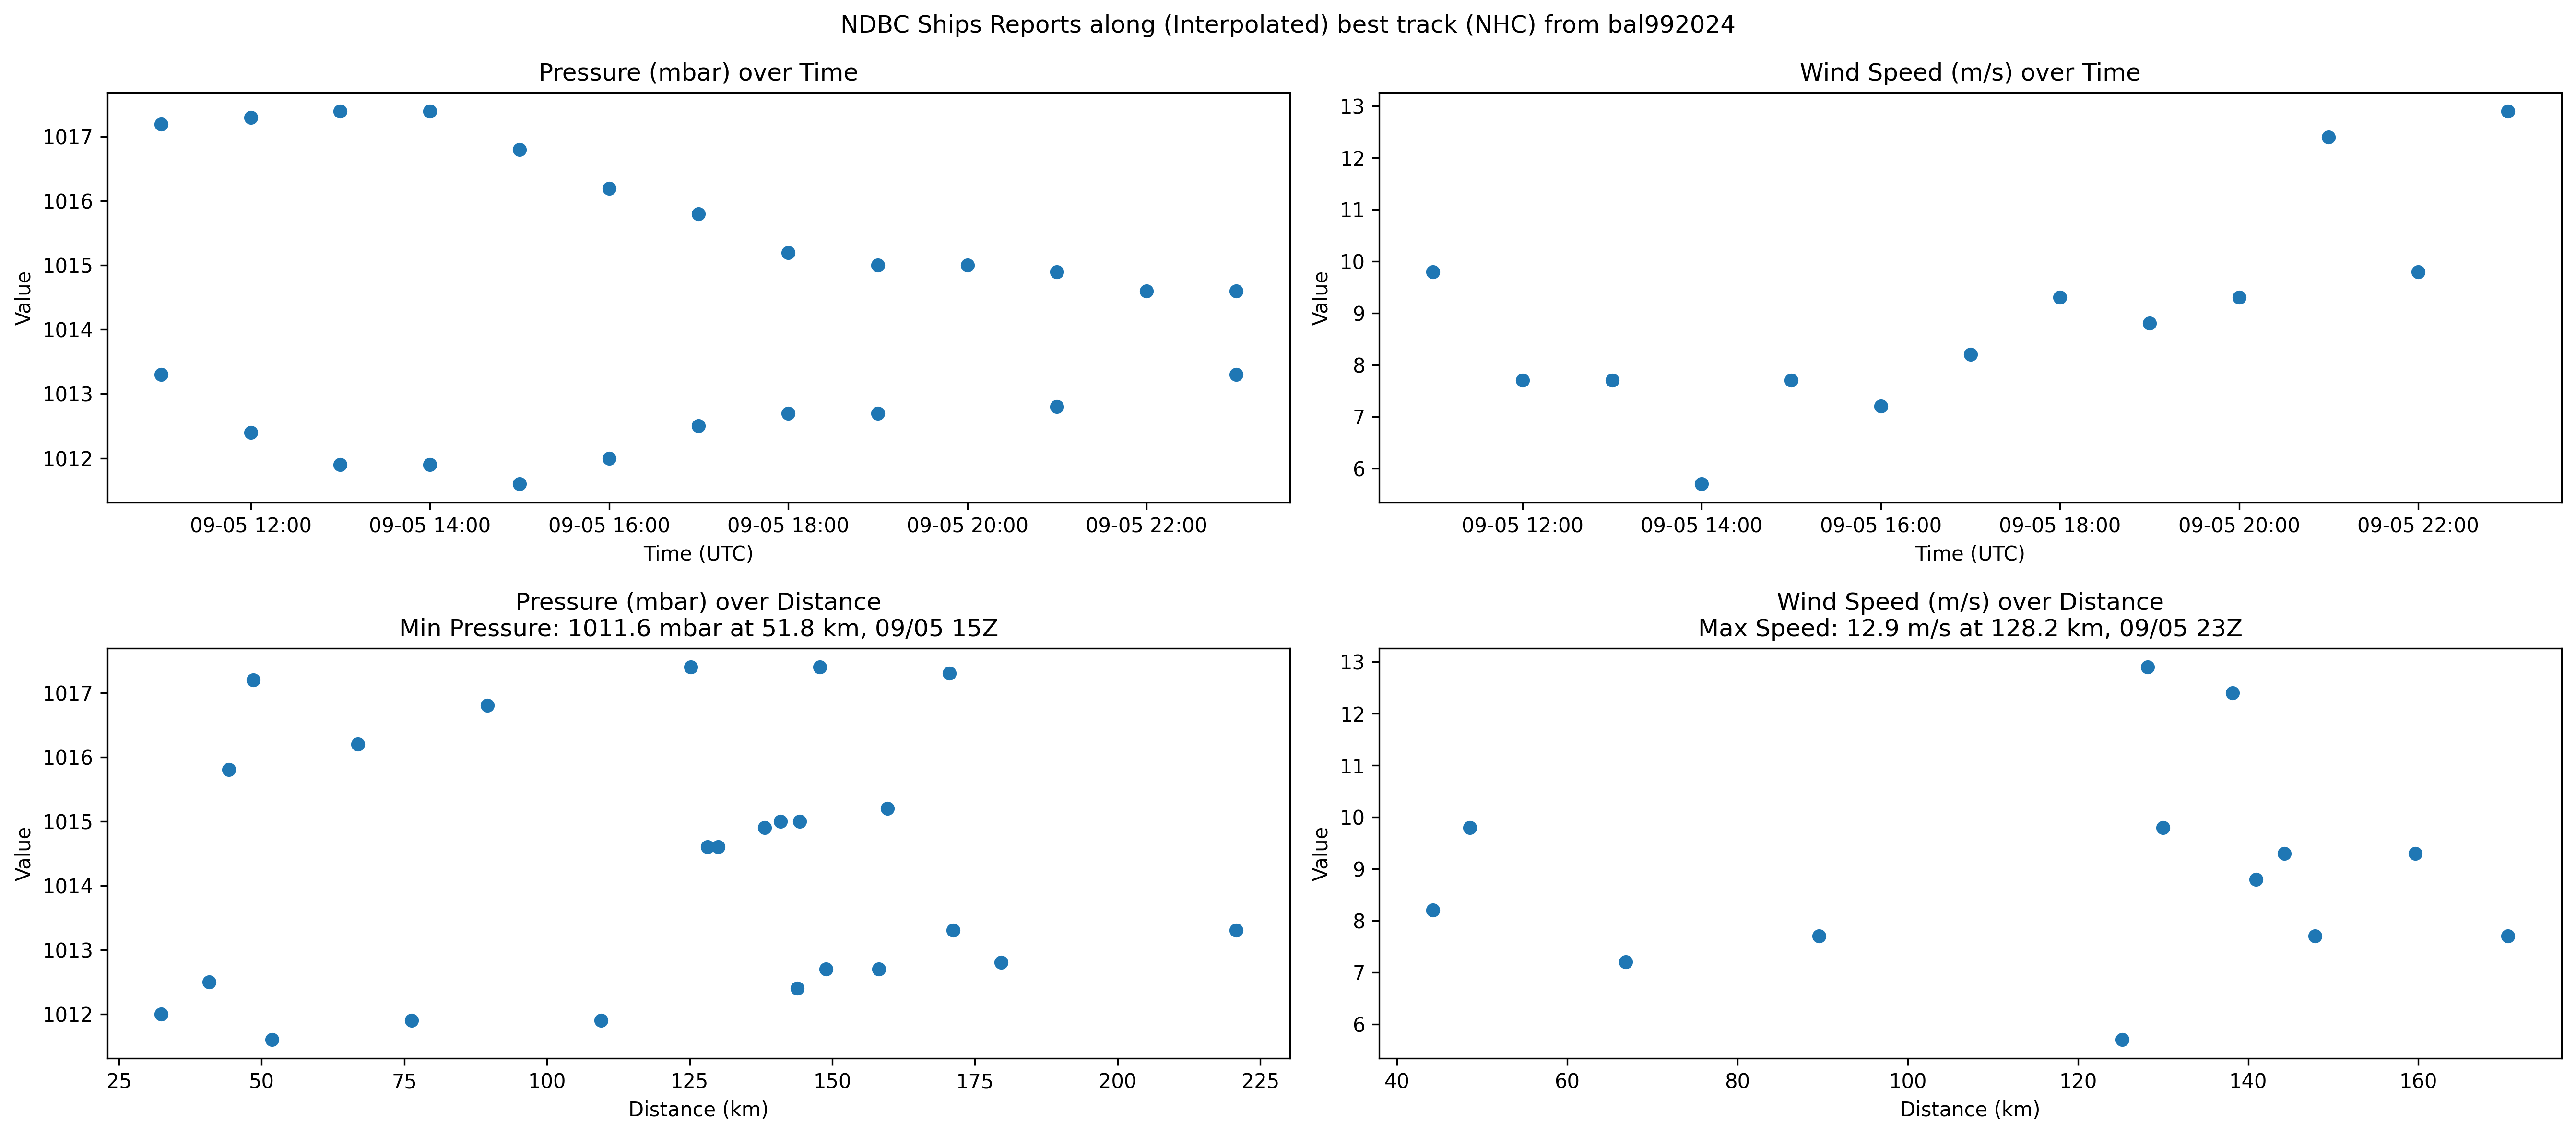 NDBC Ships Reports along (Interpolated) best track (NHC) from bal992024
Pressure (mbar) over Time
Value
1017
1016
1015
1014
1013
1012
09-05 12:00 09-05 14:00 09-05 16:00 09-05 18:00 09-05 20:00 09-05 22:00
Time (UTC)
Wind Speed (m/s) over Time
Value
13
12
11
10
9
8
7
6
09-05 12:00 09-05 14:00 09-05 16:00 09-05 18:00 09-05 20:00 09-05 22:00
Time (UTC)
Pressure (mbar) over Distance
Min Pressure: 1011.6 mbar at 51.8 km, 09/05 15Z
Value
1017
1016
1015
1014
1013
1012
25 50 75 100 125 150 175 200 225
Distance (km)
Wind Speed (m/s) over Distance
Max Speed: 12.9 m/s at 128.2 km, 09/05 23Z
Value
13
12
11
10
9
8
7
6
40 60 80 100 120 140 160
Distance (km)